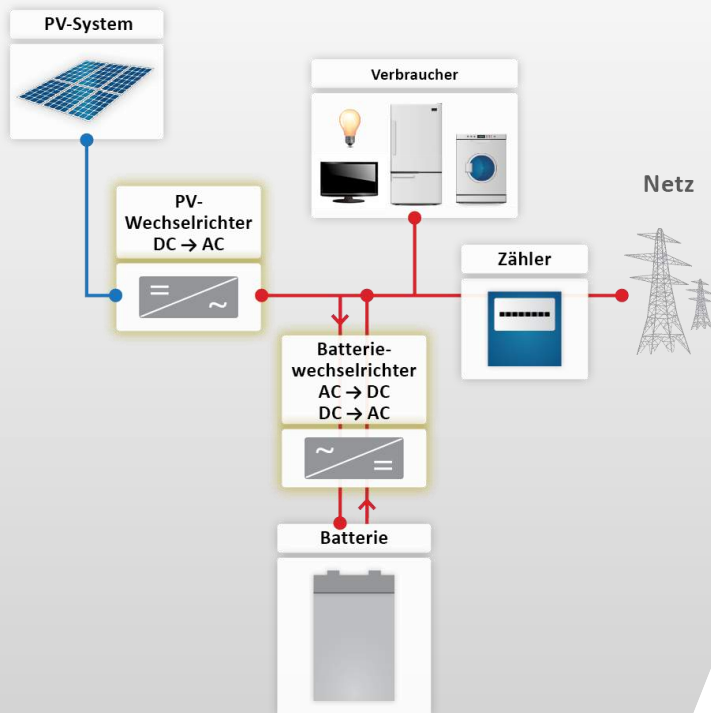 PV-System
Verbraucher
PV-
Wechselrichter
DC → AC
Netz
Zähler
Batterie-
wechselrichter
AC → DC
DC → AC
Batterie